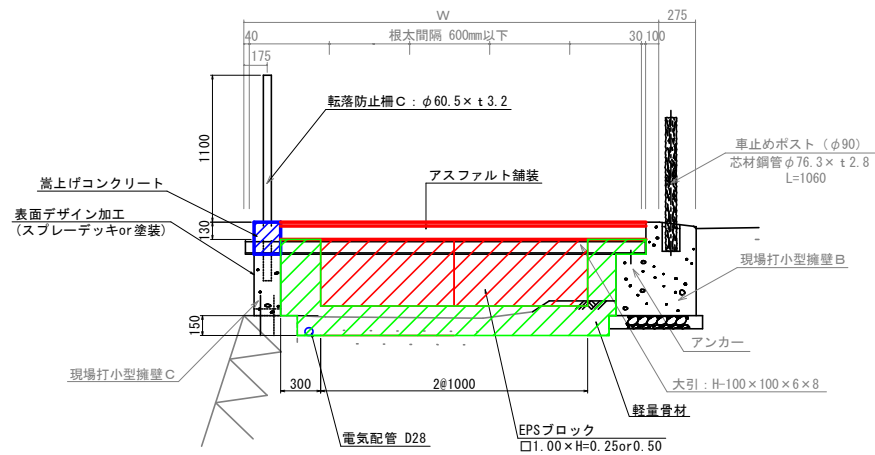 W
275
40
根太間隔 600mm以下
30
100
175
転落防止柵C：φ60.5×ｔ3.2
車止めポスト（φ90）
芯材鋼管φ76.3×ｔ2.8
L=1060
1100
アスファルト舗装
嵩上げコンクリート
表面デザイン加工
（スプレーデッキor塗装）
130
現場打小型擁壁B
150
アンカー
現場打小型擁壁C
300
2@1000
大引：H-100×100×6×8
軽量骨材
電気配管 D28
EPSブロック
□1.00×H=0.25or0.50